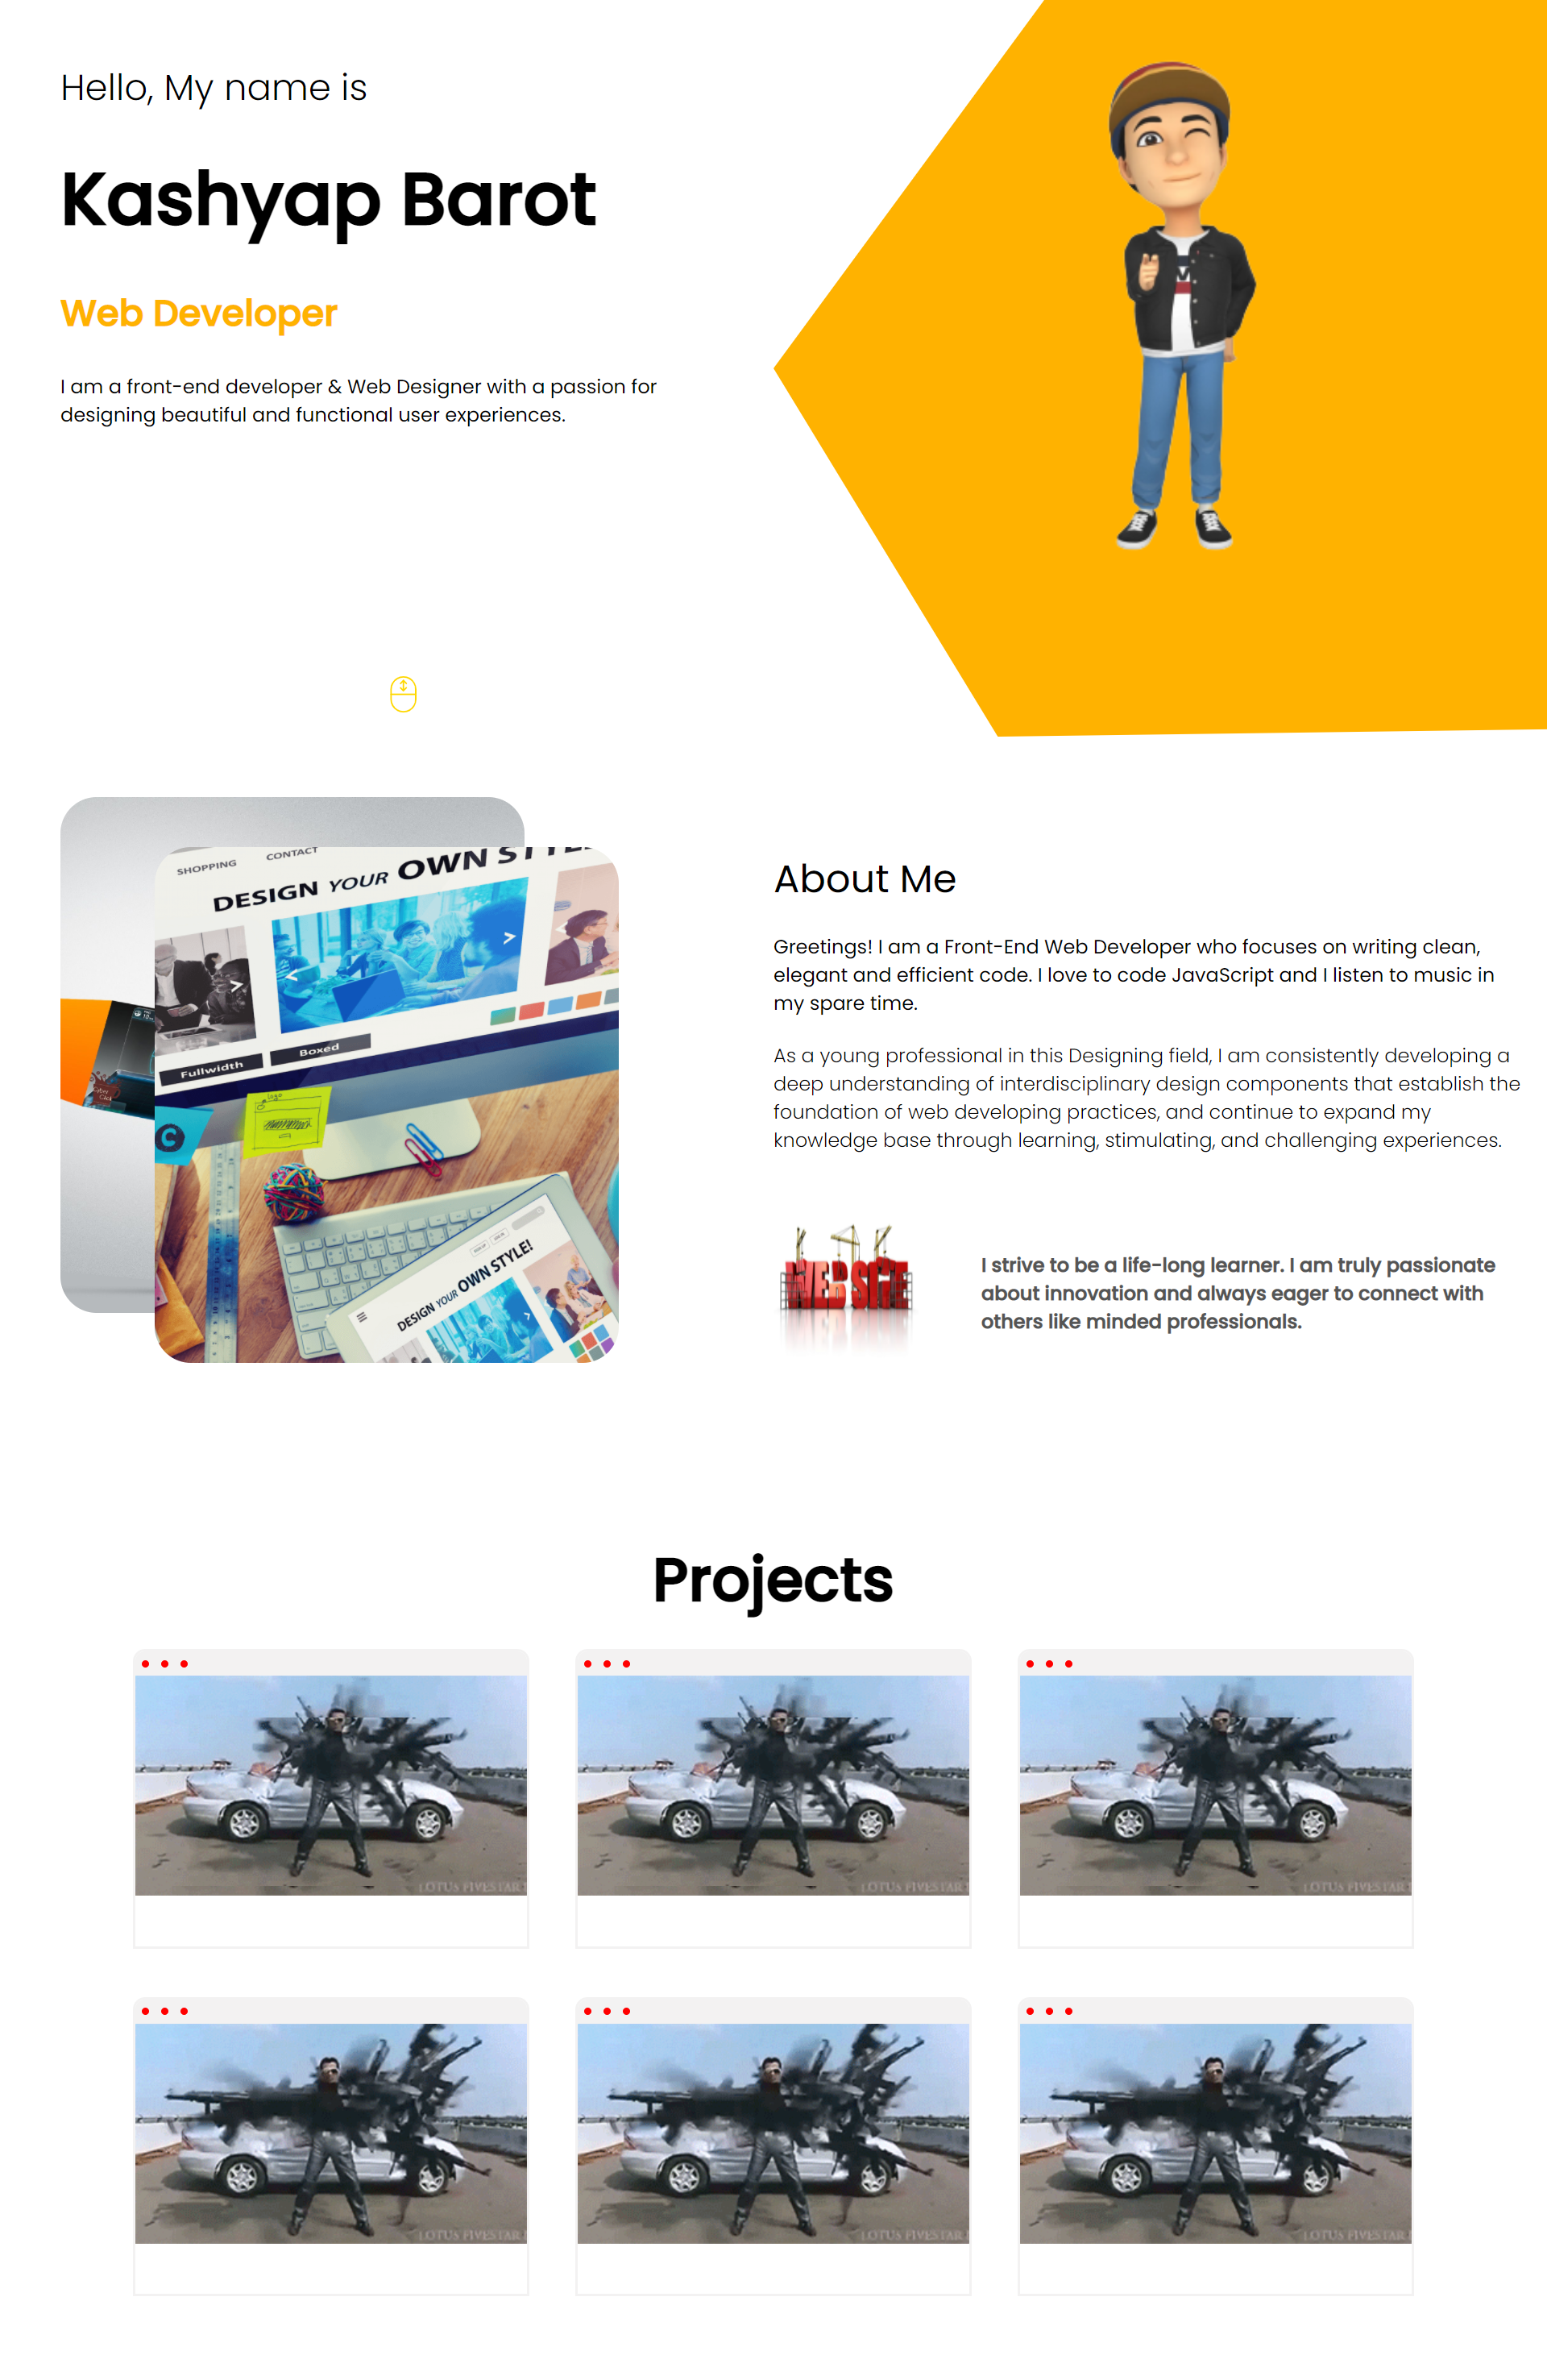 Hello, My name is
Kashyap Barot
Web Developer
I am a front-end developer & Web Designer with a passion for
designing beautiful and functional user experiences.
SHOPPING CONTACT
DESIGN YOUR OWN
Fullwidth Boxed
logo
DESIGN YOUR OWN STYLE!
About Me
Greetings! I am a Front-End Web Developer who focuses on writing clean,
elegant and efficient code. I love to code JavaScript and I listen to music in
my spare time.
As a young professional in this Designing field, I am consistently developing a
deep understanding of interdisciplinary design components that establish the
foundation of web developing practices, and continue to expand my
knowledge base through learning, stimulating, and challenging experiences.
WEB SITE
I strive to be a life-long learner. I am truly passionate
about innovation and always eager to connect with
others like minded professionals.
Projects
LOTUS FIVESTAR
LOTUS FIVESTAR
LOTUS FIVESTAR
LOTUS FIVESTAR
LOTUS FIVESTAR
LOTUS FIVESTAR